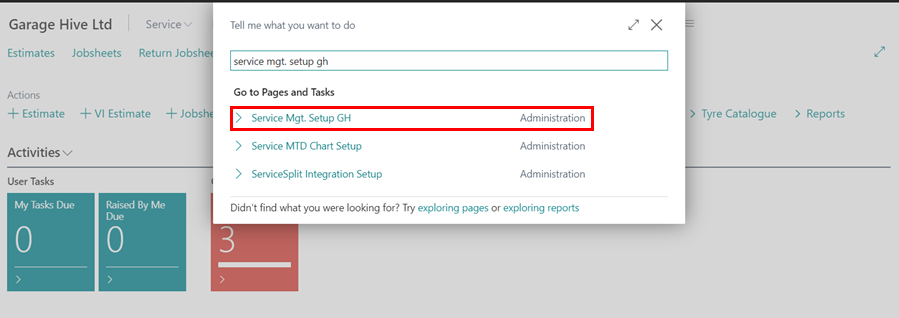 Garage Hive Ltd
Service
Tell me what you want to do
service mgt. setup gh
Go to Pages and Tasks
Service Mgt. Setup GH Administration
Service MTD Chart Setup Administration
ServiceSplit Integration Setup Administration
Didn't find what you were looking for? Try exploring pages or exploring reports
Estimates Jobsheets Return Jobsheets
Actions
+ Estimate + VI Estimate + Jobshe
Tyre Catalogue Reports
Activities
User Tasks
My Tasks Due
0
Raised By Me Due
0
3